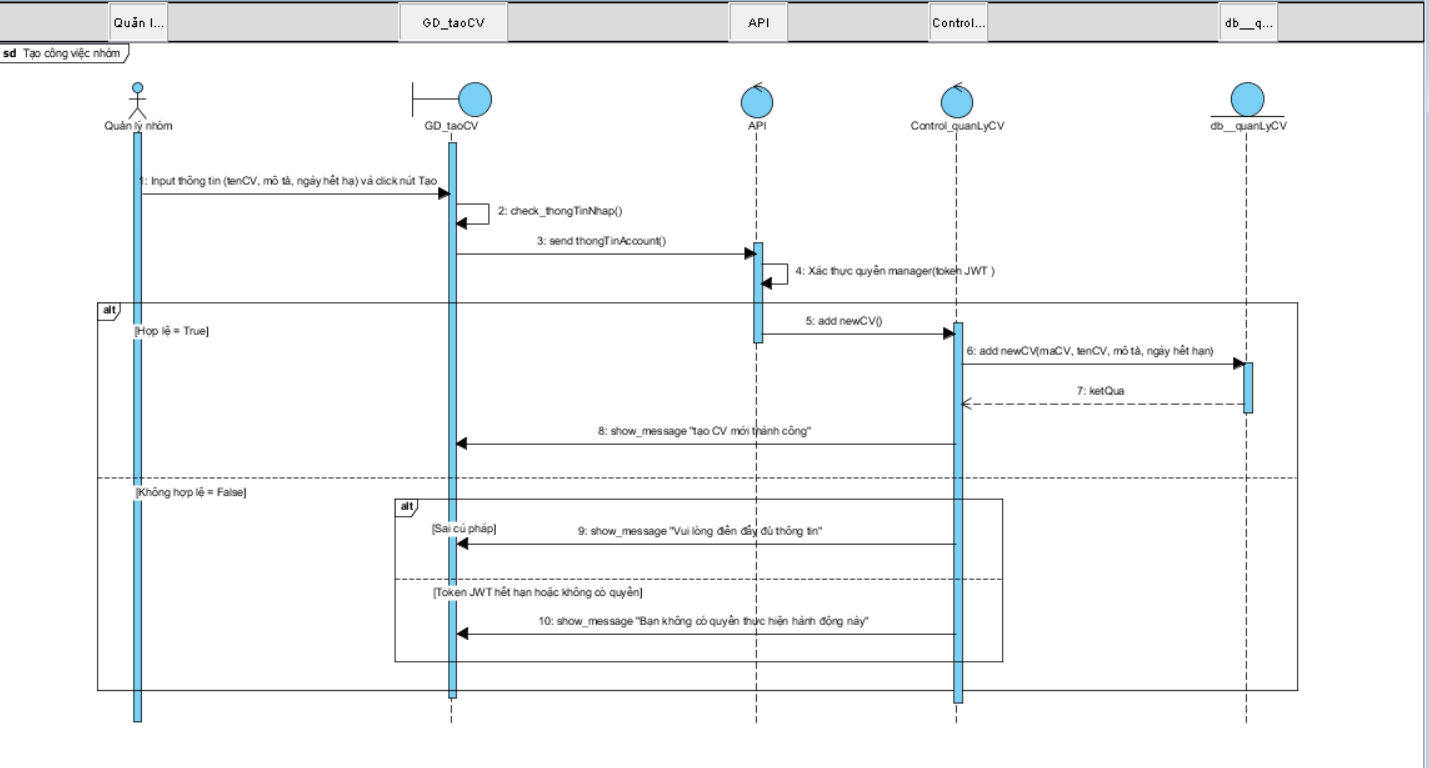 Quản l...
GD_taoCV
API
Control...
db__q...
sd Tạo công việc nhóm
Quản lý nhóm
GD_taoCV
API
Control_quanLyCV
db__quanLyCV
1: Input thông tin (tenCV, mô tả, ngày hết hạ) và click nút Tạo
2: check_thongTinNhap()
3: send thongTinAccount()
4: Xác thực quyền manager(token JWT )
alt
[Hợp lệ = True]
5: add newCV()
6: add newCV(maCV, tenCV, mô tả, ngày hết hạn)
7: ketQua
8: show_message "tạo CV mới thành công"
[Không hợp lệ = False]
alt
[Sai cú pháp]
9: show_message "Vui lòng điền đầy đủ thông tin"
[Token JWT hết hạn hoặc không có quyền]
10: show_message "Bạn không có quyền thực hiện hành động này"